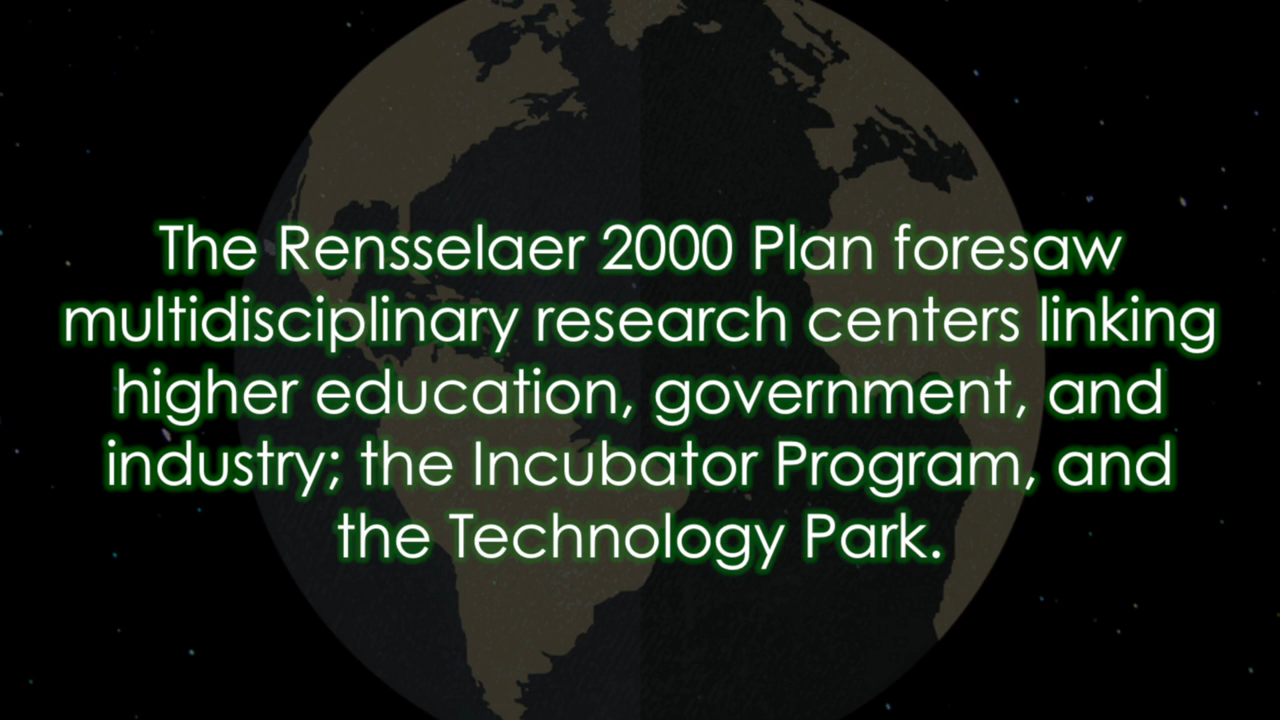 The Rensselaer 2000 Plan foresaw
multidisciplinary research centers linking
higher education, government, and
industry; the Incubator Program, and
the Technology Park.